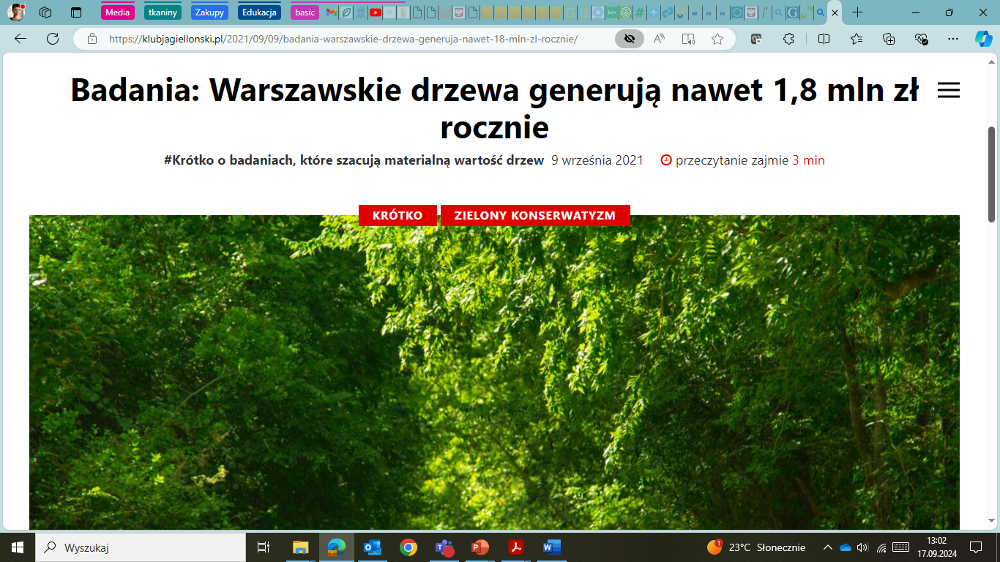 Media
tkaniny
Zakupy
Edukacja
basic
https://klubjagiellonski.pl/2021/09/09/badania-warszawskie-drzewa-generuja-nawet-18-mln-zl-rocznie/
Badania: Warszawskie drzewa generują nawet 1,8 mln zł
rocznie
#Krótko o badaniach, które szacują materialną wartość drzew 9 września 2021 przeczytanie zajmie 3 min
KRÓTKO ZIELONY KONSERWATYZM
Wyszukaj
23°C Słonecznie
13:02
17.09.2024